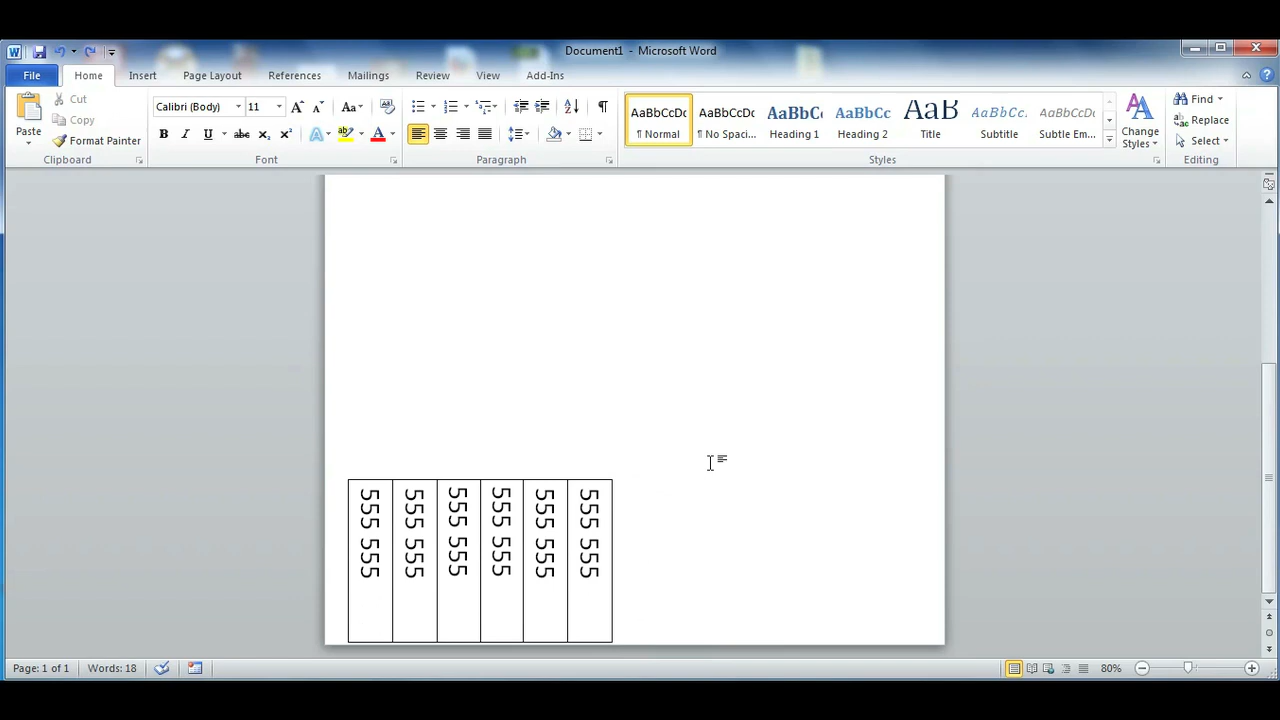 Document1 - Microsoft Word
File Home Insert Page Layout References Mailings Review View Add-Ins
Paste
Cut
Copy
Format Painter
Clipboard
Calibri (Body) 11
Font
Paragraph
AaBbCcDc AaBbCcDc AaBbCc AaBbCc AaB AaBbCc. AaBbCcDc
¶ Normal ¶ No Spaci... Heading 1 Heading 2 Title Subtitle Subtle Em...
Change
Styles
Styles
Find
Replace
Select
Editing
555 555
555 555
555 555
555 555
555 555
555 555
Page: 1 of 1 Words: 18 80%